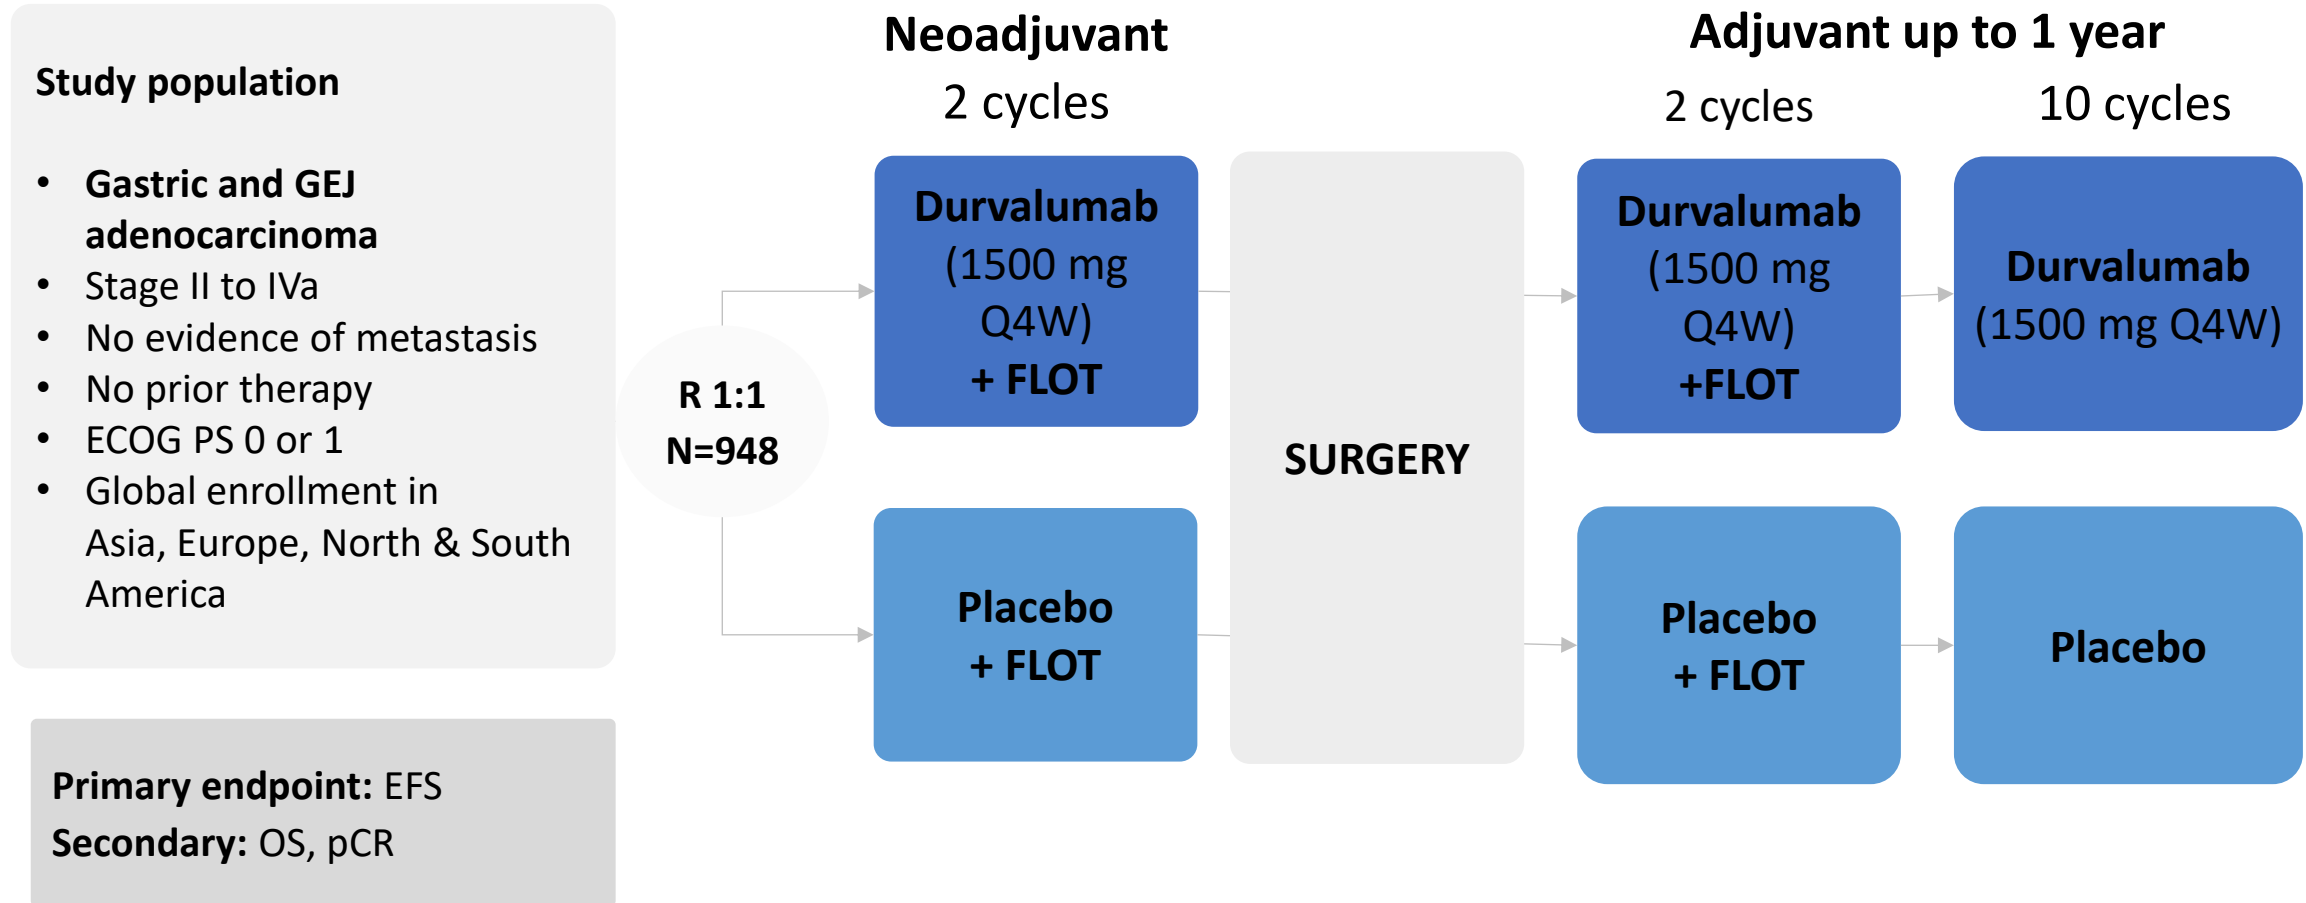 Study population
• Gastric and GEJ
adenocarcinoma
• Stage II to IVa
• No evidence of metastasis
• No prior therapy
• ECOG PS 0 or 1
• Global enrollment in
Asia, Europe, North & South
America
Primary endpoint: EFS
Secondary: OS, pCR
R 1:1
N=948
Neoadjuvant
2 cycles
Durvalumab
(1500 mg
Q4W)
+ FLOT
Placebo
+ FLOT
SURGERY
Adjuvant up to 1 year
2 cycles
10 cycles
Durvalumab
(1500 mg
Q4W)
+FLOT
Durvalumab
(1500 mg Q4W)
Placebo
+ FLOT
Placebo